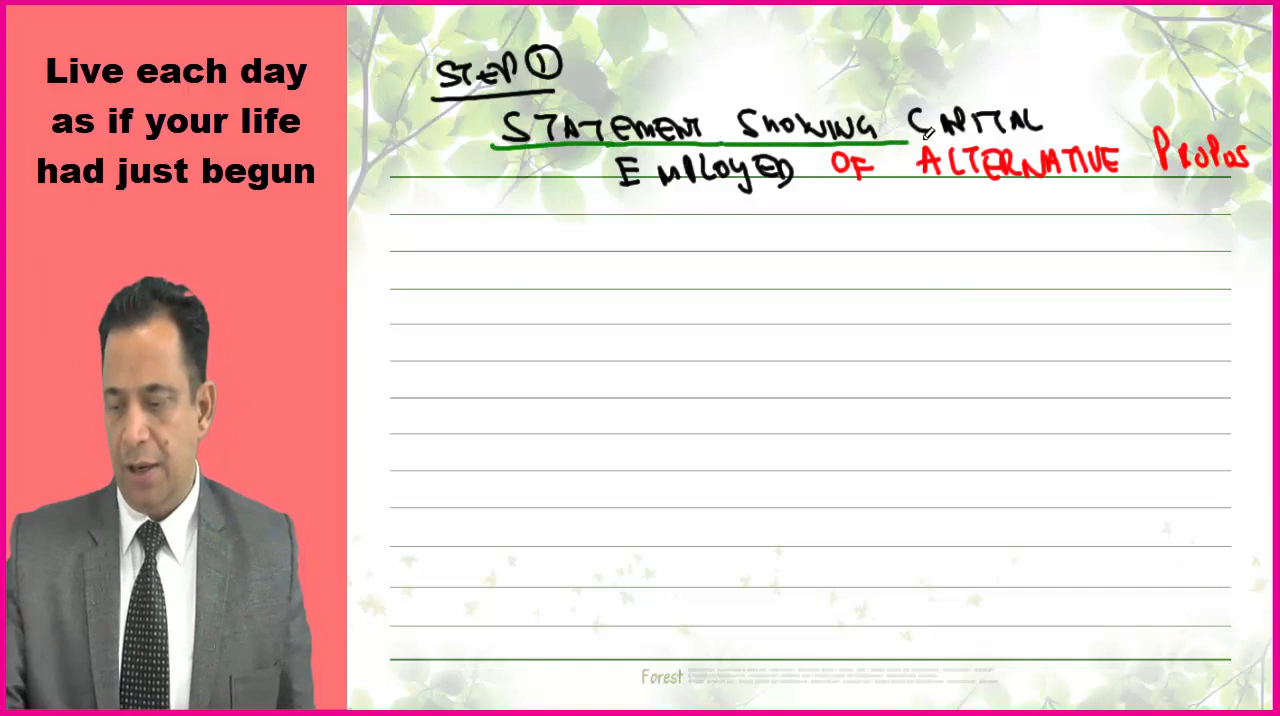 Live each day
as if your life
had just begun
STEP ①
STATEMENT SHOWING CAPITAL
EMPLOYED OF ALTERNATIVE PROPOS
Forest